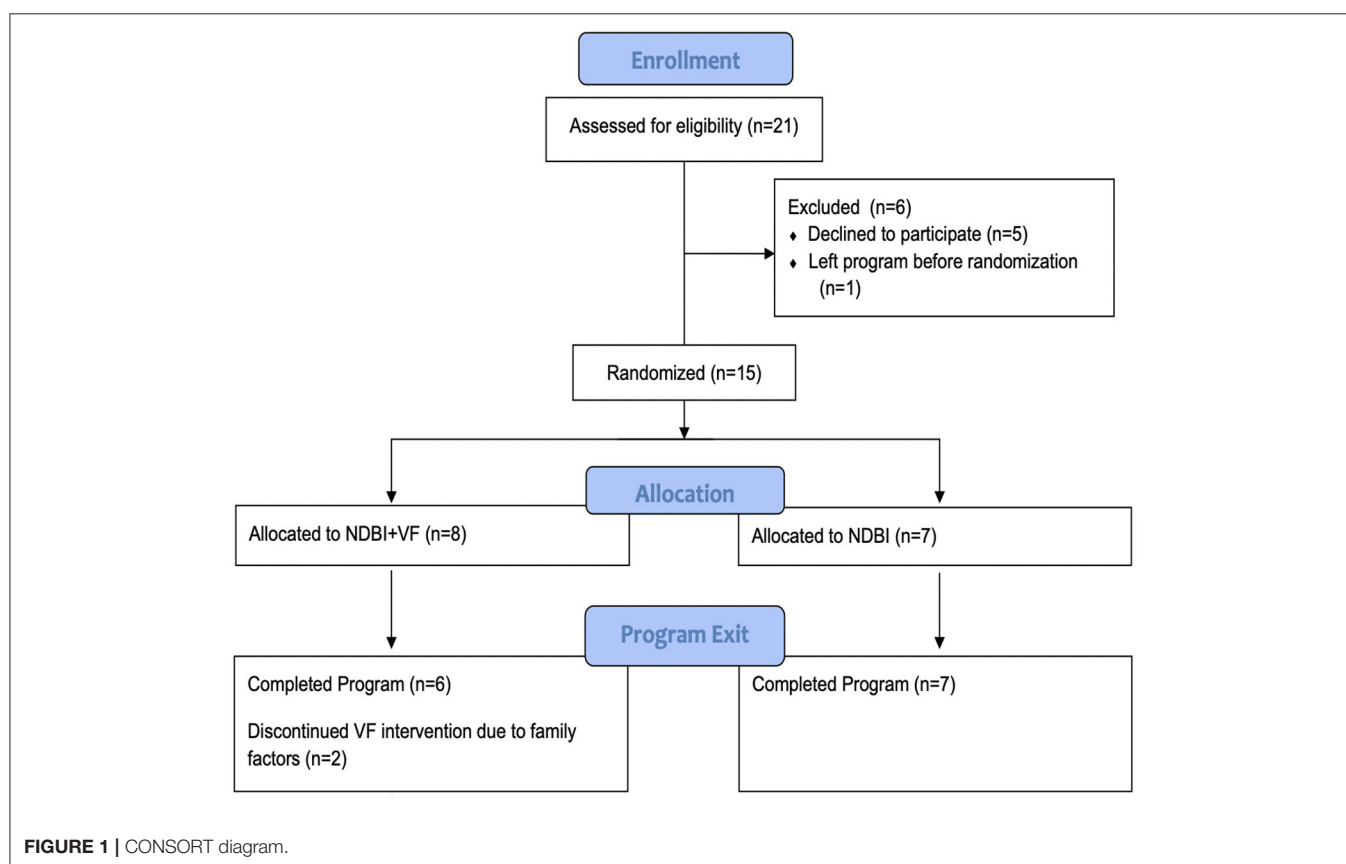 Enrollment
Assessed for eligibility (n=21)
Excluded (n=6)
♦ Declined to participate (n=5)
♦ Left program before randomization
(n=1)
Randomized (n=15)
Allocation
Allocated to NDBI+VF (n=8)
Allocated to NDBI (n=7)
Program Exit
Completed Program (n=6)
Discontinued VF intervention due to family
factors (n=2)
Completed Program (n=7)
FIGURE 1 | CONSORT diagram.